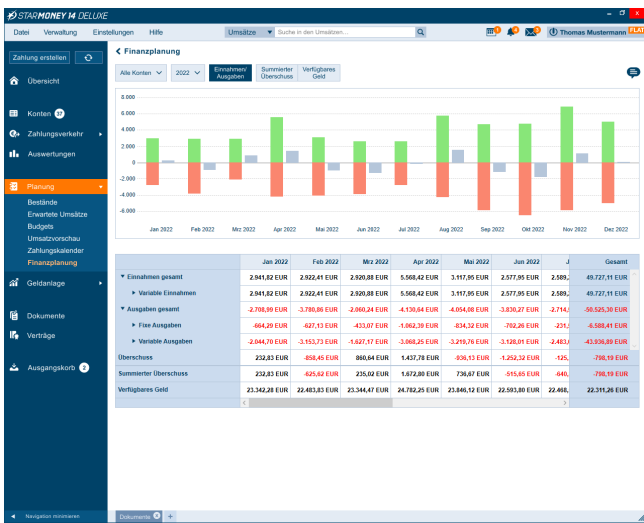 STARMONEY 14 DELUXE
Datei Verwaltung Einstellungen Hilfe Umsätze Suche in den Umsätzen... Thomas Mustermann FLAT
Zahlung erstellen
Finanzplanung
Alle Konten 2022 Einnahmen/ Ausgaben Summierter Überschuss Verfügbares Geld
Übersicht
Konten 37
Zahlungsverkehr
Auswertungen
Planung
Bestände
Erwartete Umsätze
Budgets
Umsatzvorschau
Zahlungskalender
Finanzplanung
Geldanlage
Dokumente
Verträge
Ausgangskorb 2
Navigation minimieren
8.000
6.000
4.000
2.000
0
-2.000
-4.000
-6.000
Jan 2022 Feb 2022 Mrz 2022 Apr 2022 Mai 2022 Jun 2022 Jul 2022 Aug 2022 Sep 2022 Okt 2022 Nov 2022 Dez 2022
Jan 2022 Feb 2022 Mrz 2022 Apr 2022 Mai 2022 Jun 2022 J Gesamt
Einnahmen gesamt 2.941,82 EUR 2.922,41 EUR 2.920,88 EUR 5.568,42 EUR 3.117,95 EUR 2.577,95 EUR 2.589, 49.727,11 EUR
Variable Einnahmen 2.941,82 EUR 2.922,41 EUR 2.920,88 EUR 5.568,42 EUR 3.117,95 EUR 2.577,95 EUR 2.589, 49.727,11 EUR
Ausgaben gesamt -2.708,99 EUR -3.780,86 EUR -2.060,24 EUR -4.130,64 EUR -4.054,08 EUR -3.830,27 EUR -2.714, -50.525,30 EUR
Fixe Ausgaben -664,29 EUR -627,13 EUR -433,07 EUR -1.062,39 EUR -834,32 EUR -702,26 EUR -231, -6.588,41 EUR
Variable Ausgaben -2.044,70 EUR -3.153,73 EUR -1.627,17 EUR -3.068,25 EUR -3.219,76 EUR -3.128,01 EUR -2.483, -43.936,89 EUR
Überschuss 232,83 EUR -858,45 EUR 860,64 EUR 1.437,78 EUR -936,13 EUR -1.252,32 EUR -125, -798,19 EUR
Summierter Überschuss 232,83 EUR -625,62 EUR 235,02 EUR 1.672,80 EUR 736,67 EUR -515,65 EUR -640, -798,19 EUR
Verfügbares Geld 23.342,28 EUR 22.483,83 EUR 23.344,47 EUR 24.782,25 EUR 23.846,12 EUR 22.593,80 EUR 22.468, 22.311,26 EUR
Dokumente